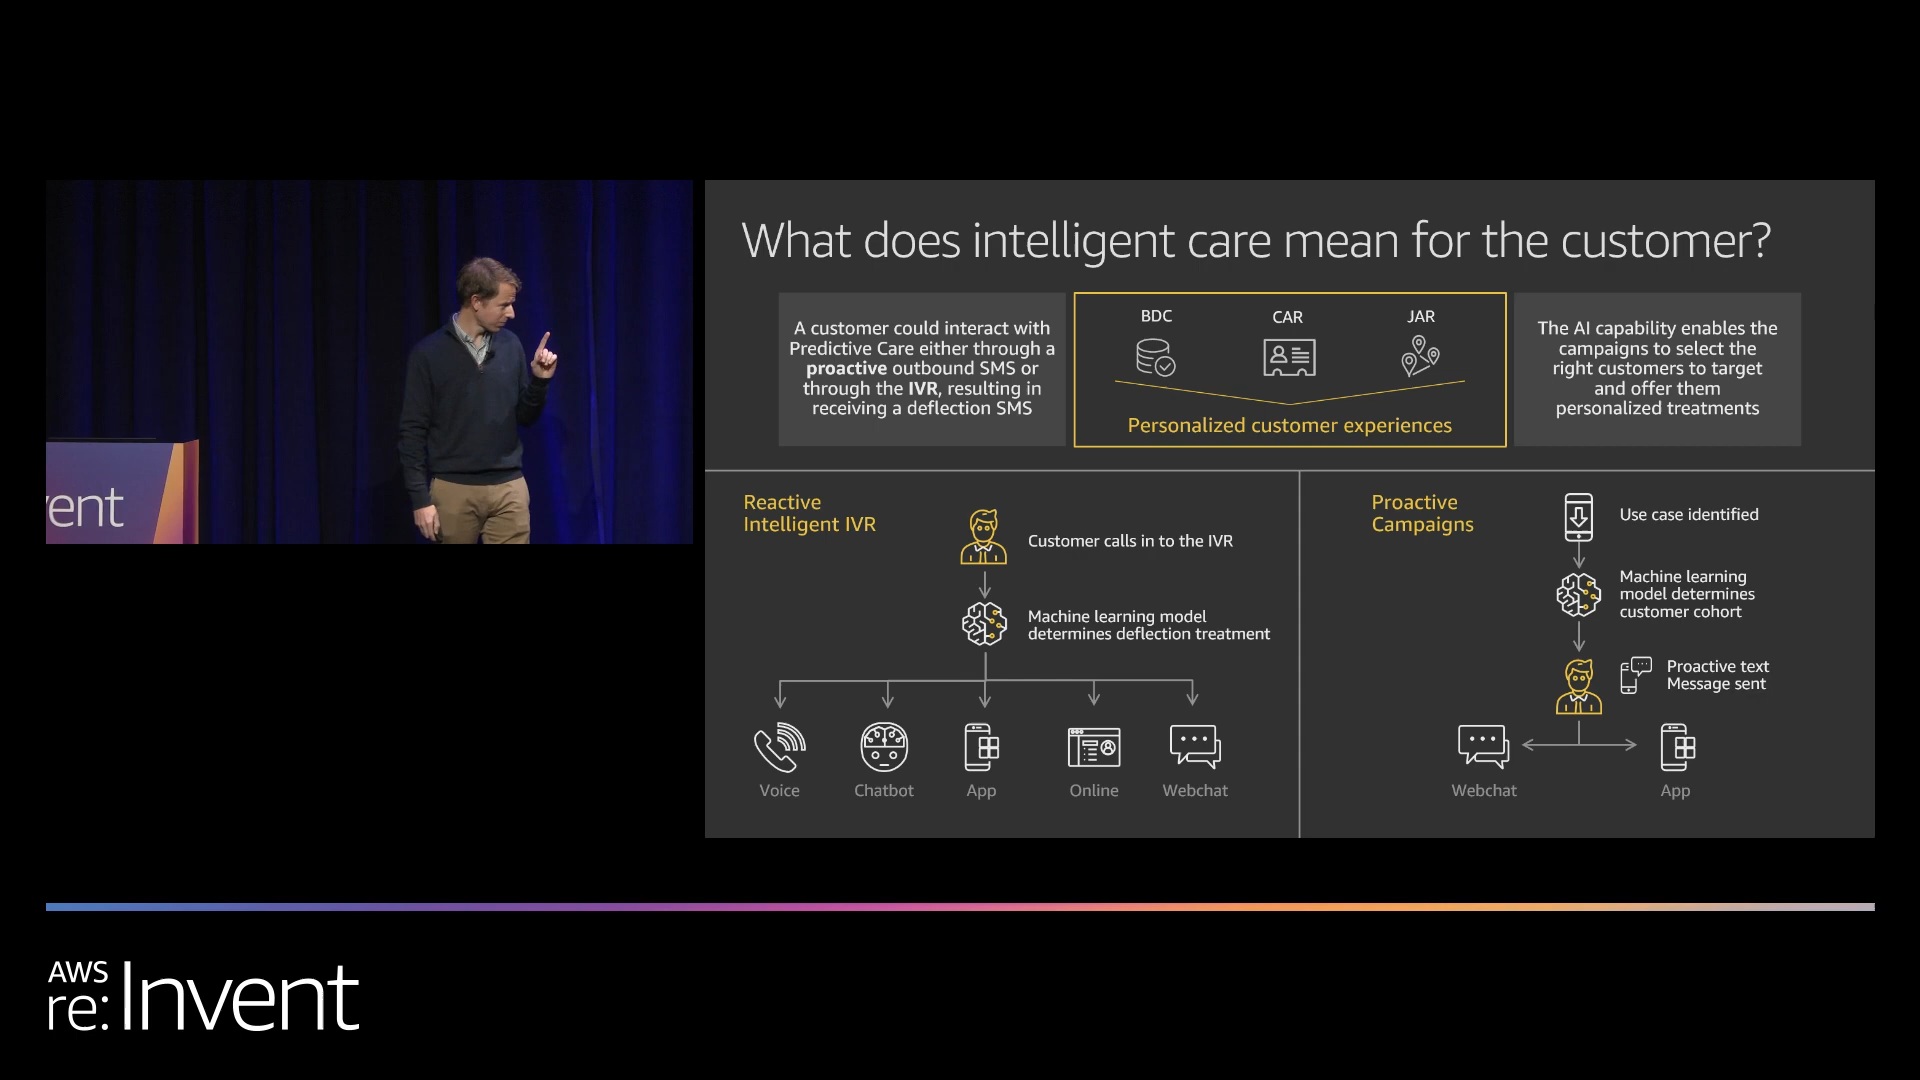 ent
What does intelligent care mean for the customer?
A customer could interact with
Predictive Care either through a
proactive outbound SMS or
through the IVR, resulting in
receiving a deflection SMS
BDC
CAR
JAR
Personalized customer experiences
The AI capability enables the
campaigns to select the
right customers to target
and offer them
personalized treatments
Reactive
Intelligent IVR
Customer calls in to the IVR
Machine learning model
determines deflection treatment
Voice
Chatbot
App
Online
Webchat
Proactive
Campaigns
Use case identified
Machine learning
model determines
customer cohort
Proactive text
Message sent
Webchat
App
AWS
re:Invent